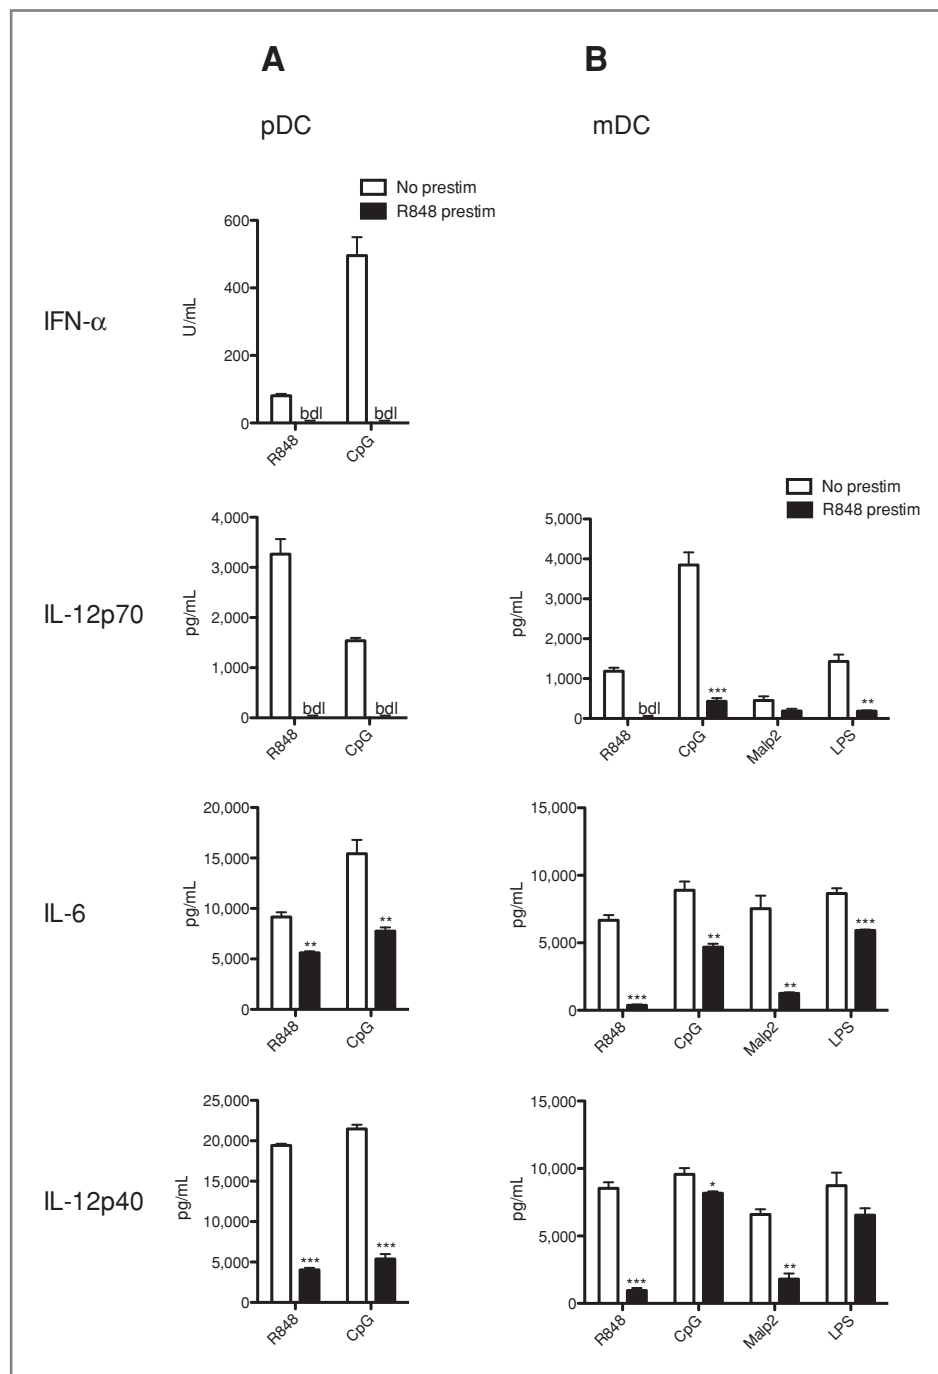 A B
pDC mDC
No prestim
R848 prestim
IFN-α
U/mL
600
400
200
0
bdl bdl
R848 CpG
No prestim
R848 prestim
IL-12p70
pg/mL
4,000
3,000
2,000
1,000
0
bdl bdl
R848 CpG
pg/mL
5,000
4,000
3,000
2,000
1,000
0
bdl *** **
R848 CpG Malp2 LPS
IL-6
pg/mL
20,000
15,000
10,000
5,000
0
** **
R848 CpG
pg/mL
15,000
10,000
5,000
0
*** ** ** ***
R848 CpG Malp2 LPS
IL-12p40
pg/mL
25,000
20,000
15,000
10,000
5,000
0
*** ***
R848 CpG
pg/mL
15,000
10,000
5,000
0
*** * **
R848 CpG Malp2 LPS